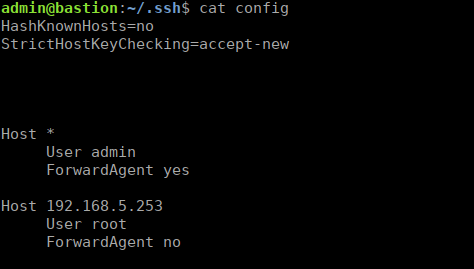 admin@bastion:~/.ssh$ cat config
HashKnownHosts=no
StrictHostKeyChecking=accept-new
Host *
User admin
ForwardAgent yes
Host 192.168.5.253
User root
ForwardAgent no